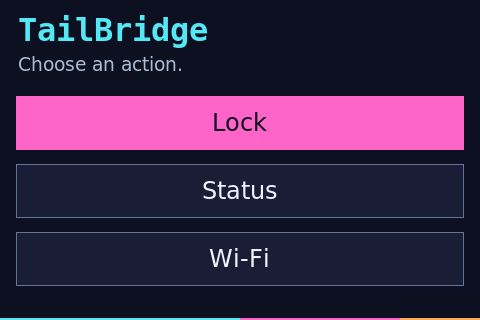 TailBridge
Choose an action.
Lock
Status
Wi-Fi